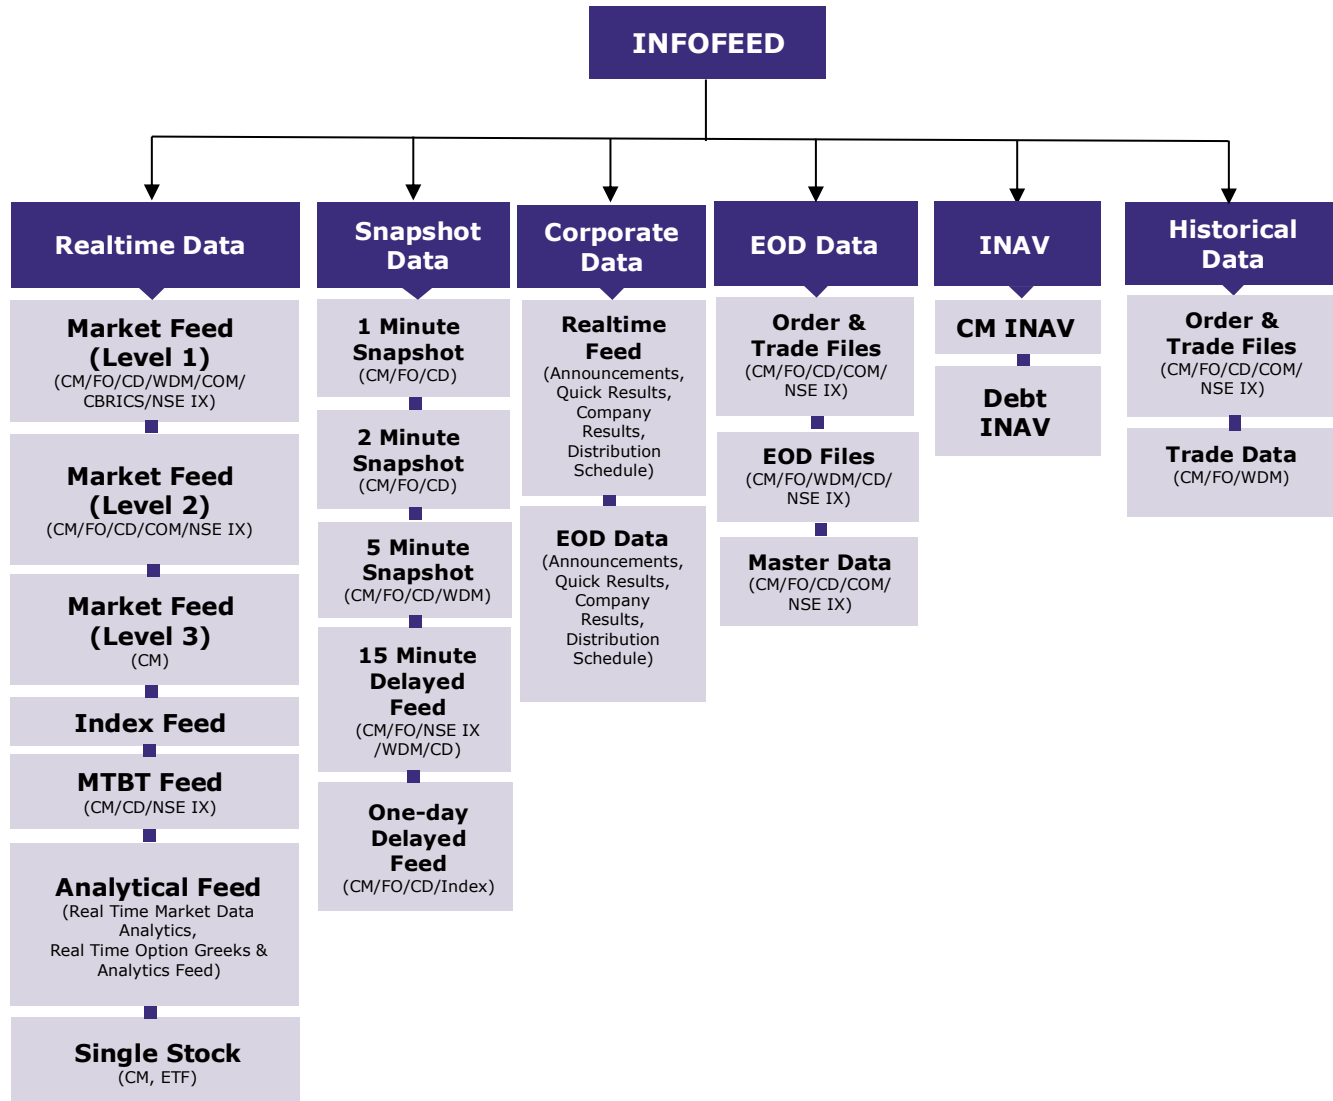 INFOFEED
Realtime Data
Market Feed
(Level 1)
(CM/FO/CD/WDM/COM/
CBRICS/NSE IX)
Market Feed
(Level 2)
(CM/FO/CD/COM/NSE IX)
Market Feed
(Level 3)
(CM)
Index Feed
MTBT Feed
(CM/CD/NSE IX)
Analytical Feed
(Real Time Market Data
Analytics,
Real Time Option Greeks &
Analytics Feed)
Single Stock
(CM, ETF)
Snapshot
Data
1 Minute
Snapshot
(CM/FO/CD)
2 Minute
Snapshot
(CM/FO/CD)
5 Minute
Snapshot
(CM/FO/CD/WDM)
15 Minute
Delayed
Feed
(CM/FO/NSE IX
/WDM/CD)
One-day
Delayed
Feed
(CM/FO/CD/Index)
Corporate
Data
Realtime
Feed
(Announcements,
Quick Results,
Company
Results,
Distribution
Schedule)
EOD Data
(Announcements,
Quick Results,
Company
Results,
Distribution
Schedule)
EOD Data
Order &
Trade Files
(CM/FO/CD/COM/
NSE IX)
EOD Files
(CM/FO/WDM/CD/
NSE IX)
Master Data
(CM/FO/CD/COM/
NSE IX)
INAV
CM INAV
Debt
INAV
Historical
Data
Order &
Trade Files
(CM/FO/CD/COM/
NSE IX)
Trade Data
(CM/FO/WDM)